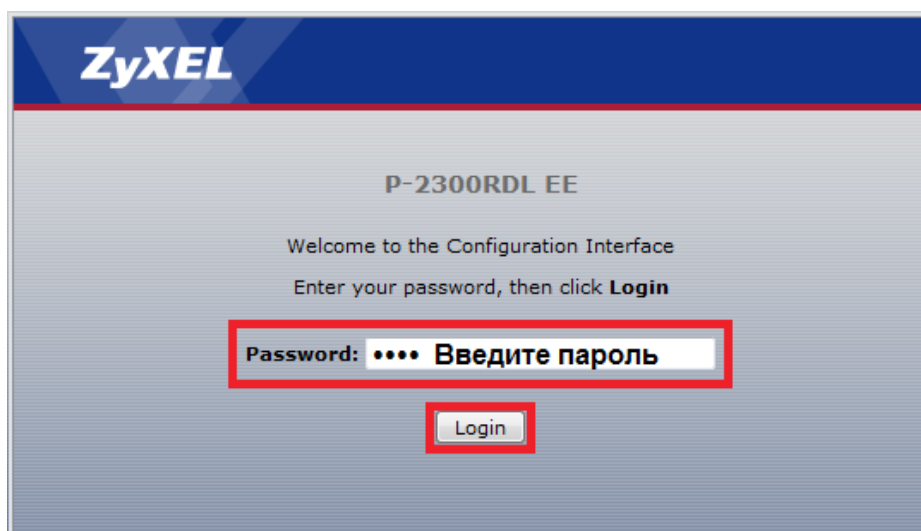 ZyXEL
P-2300RDL EE
Welcome to the Configuration Interface
Enter your password, then click Login
Password: •••• Введите пароль
Login